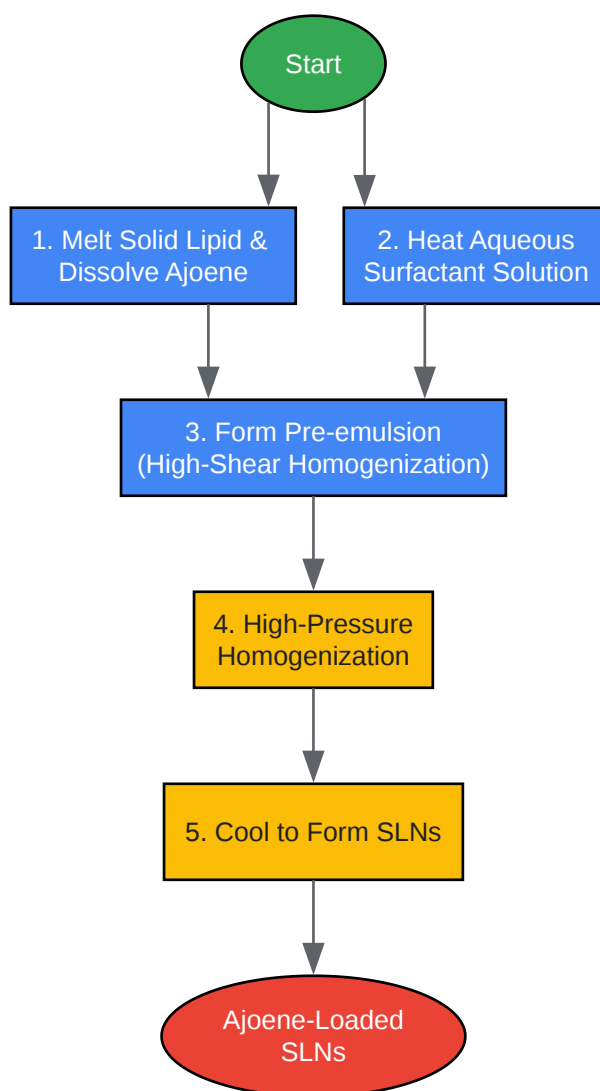 Start
1. Melt Solid Lipid &
Dissolve Ajoene
2. Heat Aqueous
Surfactant Solution
3. Form Pre-emulsion
(High-Shear Homogenization)
4. High-Pressure
Homogenization
5. Cool to Form SLNs
Ajoene-Loaded
SLNs